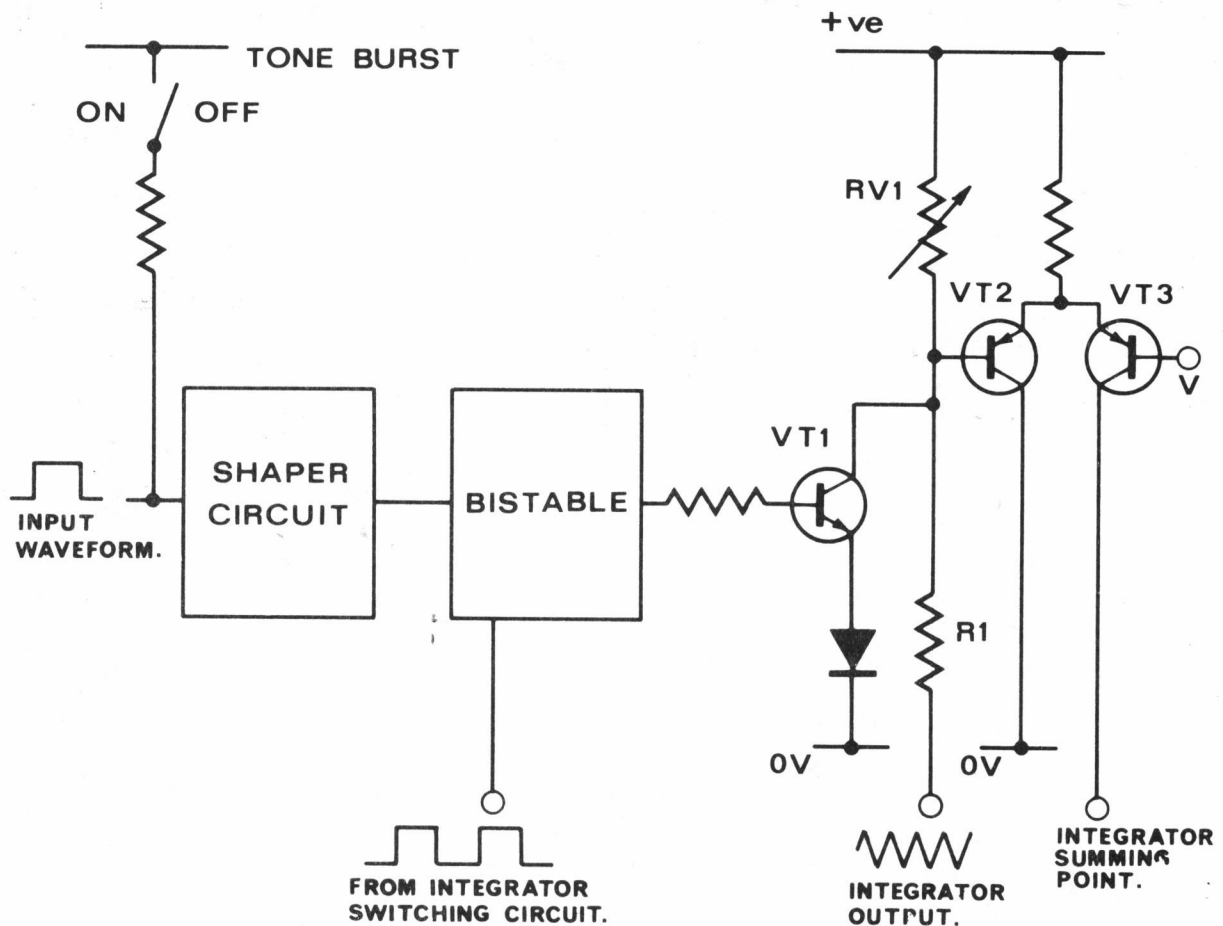 +ve
TONE BURST
ON OFF
RV1
VT2 VT3
V
VT1
SHAPER
CIRCUIT
BISTABLE
INPUT
WAVEFORM.
R1
0V
0V
FROM INTEGRATOR
SWITCHING CIRCUIT.
INTEGRATOR
OUTPUT.
INTEGRATOR
SUMMING
POINT.